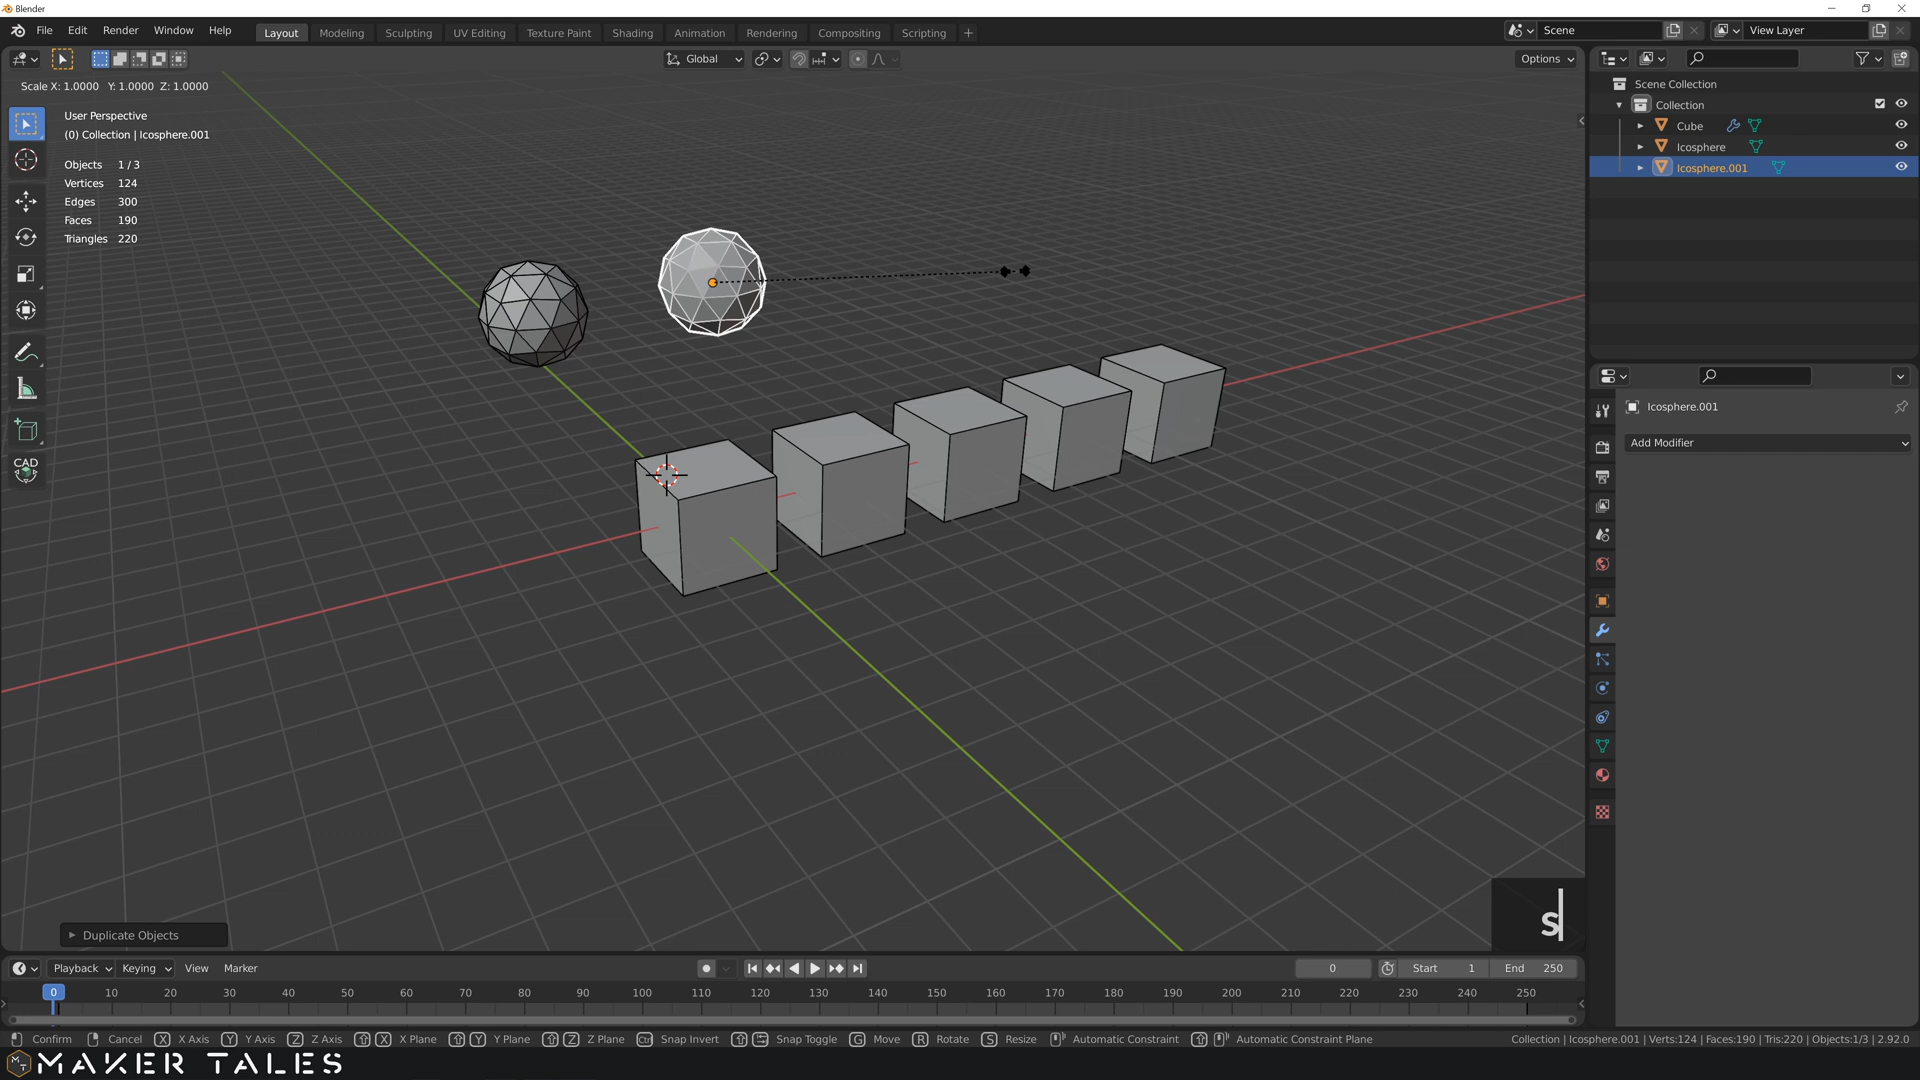 Blender
File Edit Render Window Help
Layout Modeling Sculpting UV Editing Texture Paint Shading Animation Rendering Compositing Scripting +
Scene
View Layer
Global
Options
Scale X: 1.0000 Y: 1.0000 Z: 1.0000
User Perspective
(0) Collection | Icosphere.001
Objects 1 / 3
Vertices 124
Edges 300
Faces 190
Triangles 220
CAD
Scene Collection
Collection
Cube
Icosphere
Icosphere.001
Icosphere.001
Add Modifier
s
Duplicate Objects
Playback Keying View Marker
0 Start 1 End 250
0 10 20 30 40 50 60 70 80 90 100 110 120 130 140 150 160 170 180 190 200 210 220 230 240 250
Confirm Cancel X X Axis Y Y Axis Z Z Axis X X Plane Y Y Plane Z Z Plane Ctrl Snap Invert Snap Toggle G Move R Rotate S Resize Automatic Constraint Automatic Constraint Plane Collection | Icosphere.001 | Verts:124 | Faces:190 | Tris:220 | Objects:1/3 | 2.92.0
MAKER TALES